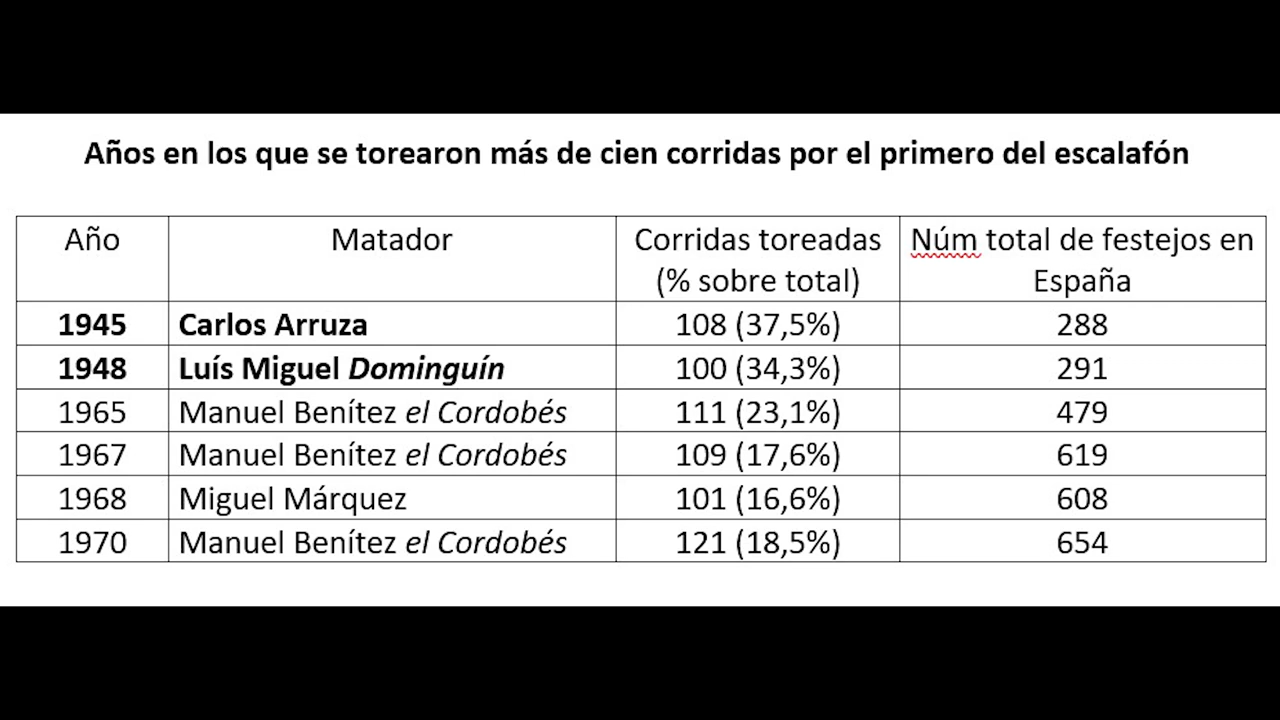 Años en los que se torearon más de cien corridas por el primero del escalafón
Año Matador Corridas toreadas (% sobre total) Núm total de festejos en España
1945 Carlos Arruza 108 (37,5%) 288
1948 Luís Miguel Dominguín 100 (34,3%) 291
1965 Manuel Benítez el Cordobés 111 (23,1%) 479
1967 Manuel Benítez el Cordobés 109 (17,6%) 619
1968 Miguel Márquez 101 (16,6%) 608
1970 Manuel Benítez el Cordobés 121 (18,5%) 654